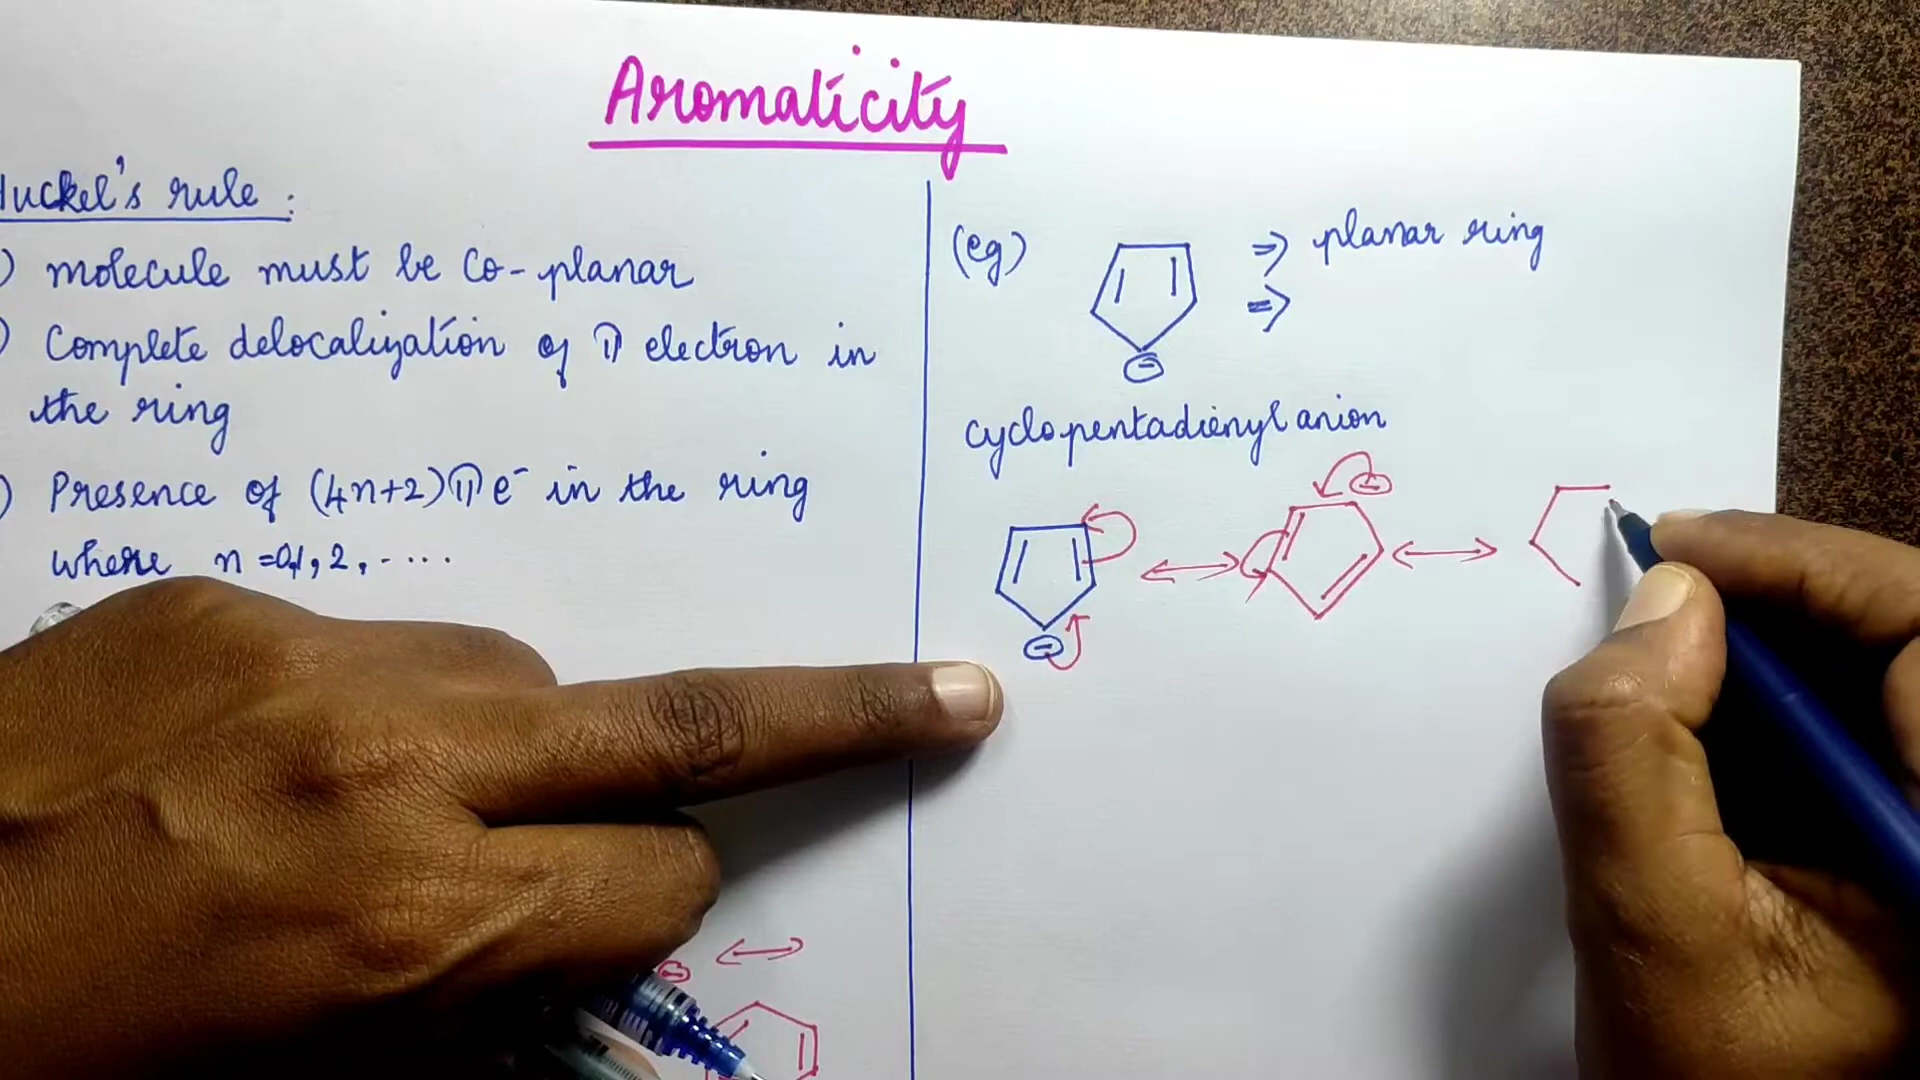 Aromaticity
Huckel's rule :
) molecule must be Co-planar
) Complete delocalization of π electron in
the ring
) Presence of (4n+2) π e⁻ in the ring
where n = 0,1,2,-....
(eg) => planar ring
=>
cyclopentadienyl anion